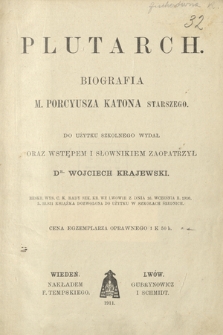 32
PLUTARCH.
BIOGRAFIA
M. PORCYUSZA KATONA STARSZEGO.
DO UŻYTKU SZKOLNEGO WYDAŁ
ORAZ WSTĘPEM I SŁOWNIKIEM ZAOPATRZYŁ
DR. WOJCIECH KRAJEWSKI.
CENA EGZEMPLARZA OPRAWNEGO 1 K
WIEDEŃ.
NAKŁADEM
F. TEMPSKIEGO.
LWÓW.
GUBRYNOWICZ
I SCHMIDT.